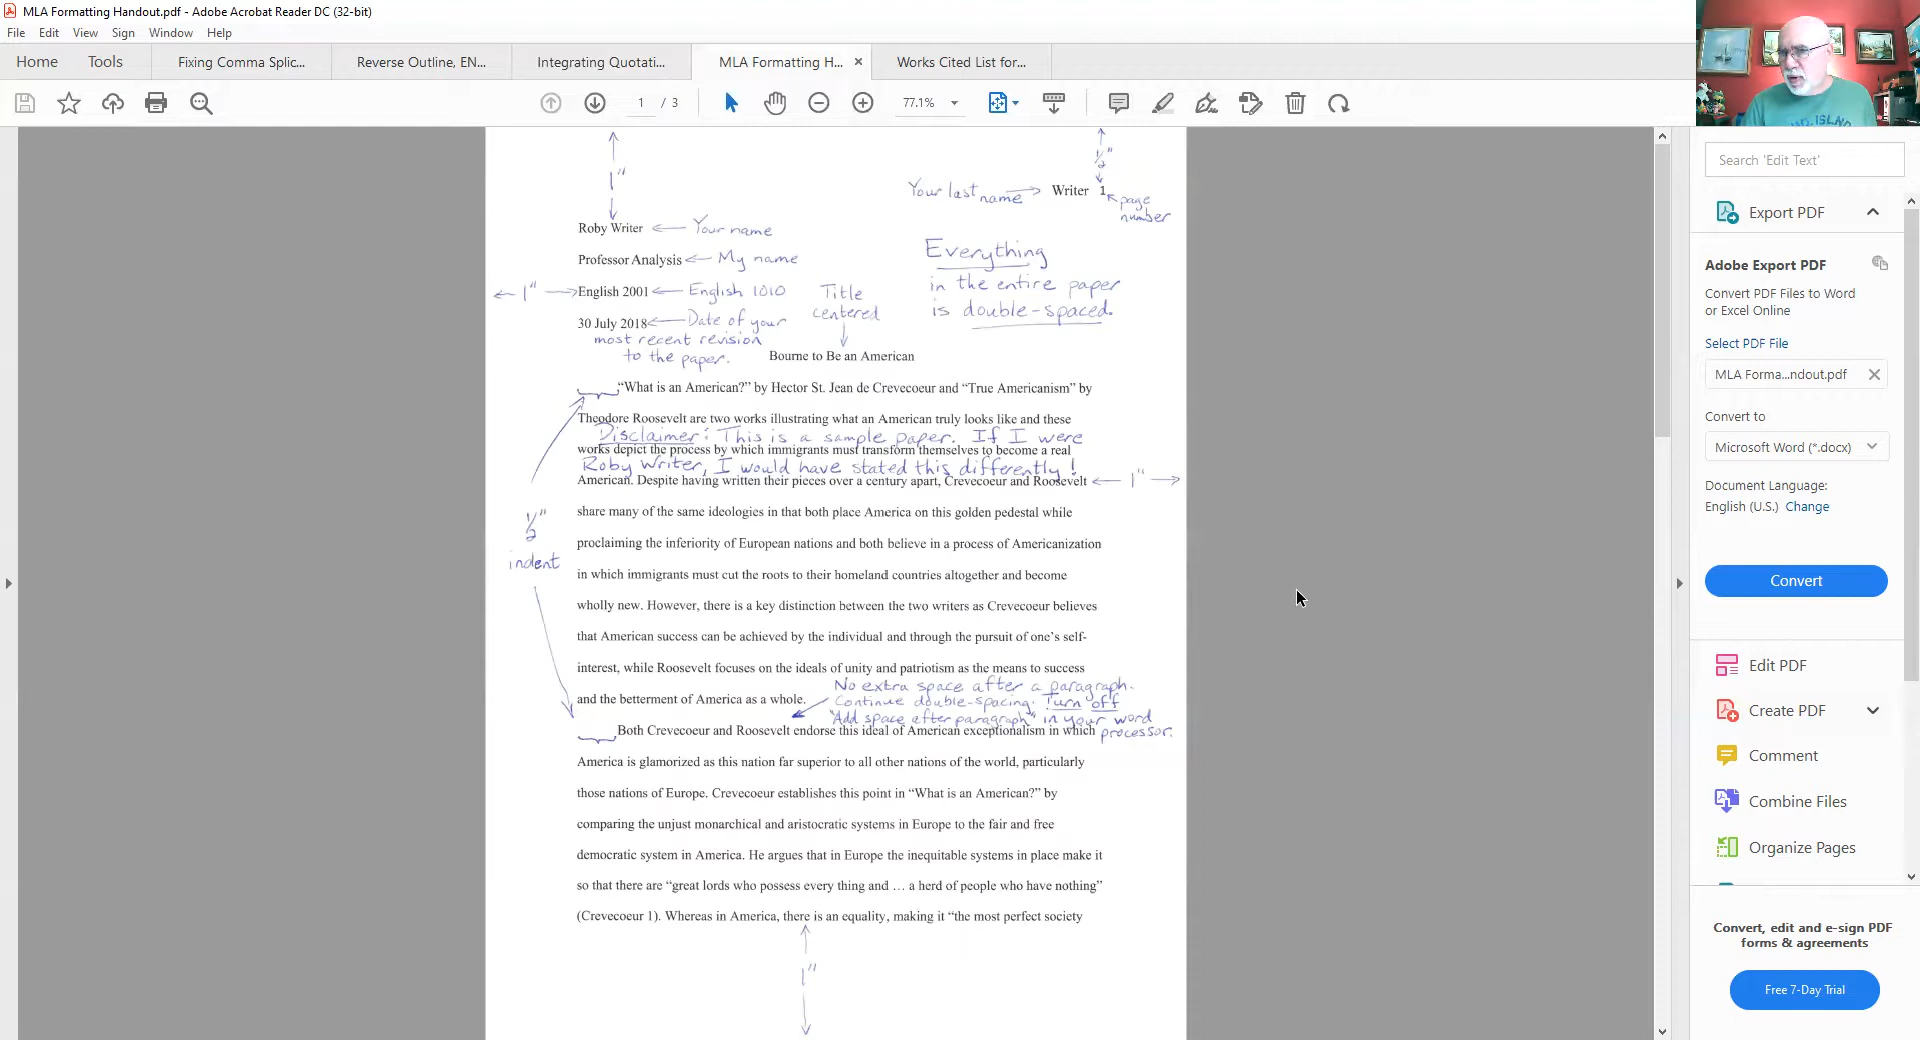 MLA Formatting Handout.pdf - Adobe Acrobat Reader DC (32-bit)
File Edit View Sign Window Help
Home Tools Fixing Comma Splic... Reverse Outline, EN... Integrating Quotati... MLA Formatting H... Works Cited List for...
1 / 3 77.1%
1/2"
1"
Your last name Writer 1
page number
Roby Writer Your name
Professor Analysis My name
1" English 2001 English 1010
30 July 2018 Date of your
most recent revision
to the paper.
Title
centered
Everything
in the entire paper
is double-spaced.
Bourne to Be an American
“What is an American?” by Hector St. Jean de Crevecoeur and “True Americanism” by
Theodore Roosevelt are two works illustrating what an American truly looks like and these
Disclaimer: This is a sample paper. If I were
works depict the process by which immigrants must transform themselves to become a real
Roby Writer, I would have stated this differently!
American. Despite having written their pieces over a century apart, Crevecoeur and Roosevelt 1"
share many of the same ideologies in that both place America on this golden pedestal while
1/2"
indent
proclaiming the inferiority of European nations and both believe in a process of Americanization
in which immigrants must cut the roots to their homeland countries altogether and become
wholly new. However, there is a key distinction between the two writers as Crevecoeur believes
that American success can be achieved by the individual and through the pursuit of one’s self-
interest, while Roosevelt focuses on the ideals of unity and patriotism as the means to success
and the betterment of America as a whole.
No extra space after a paragraph.
Continue double-spacing. Turn off
"Add space after paragraph" in your word
processor.
Both Crevecoeur and Roosevelt endorse this ideal of American exceptionalism in which
America is glamorized as this nation far superior to all other nations of the world, particularly
those nations of Europe. Crevecoeur establishes this point in “What is an American?” by
comparing the unjust monarchical and aristocratic systems in Europe to the fair and free
democratic system in America. He argues that in Europe the inequitable systems in place make it
so that there are “great lords who possess every thing and … a herd of people who have nothing”
(Crevecoeur 1). Whereas in America, there is an equality, making it “the most perfect society
1"
Search 'Edit Text'
Export PDF
Adobe Export PDF
Convert PDF Files to Word
or Excel Online
Select PDF File
MLA Forma...ndout.pdf
Convert to
Microsoft Word (*.docx)
Document Language:
English (U.S.) Change
Convert
Edit PDF
Create PDF
Comment
Combine Files
Organize Pages
Convert, edit and e-sign PDF
forms & agreements
Free 7-Day Trial